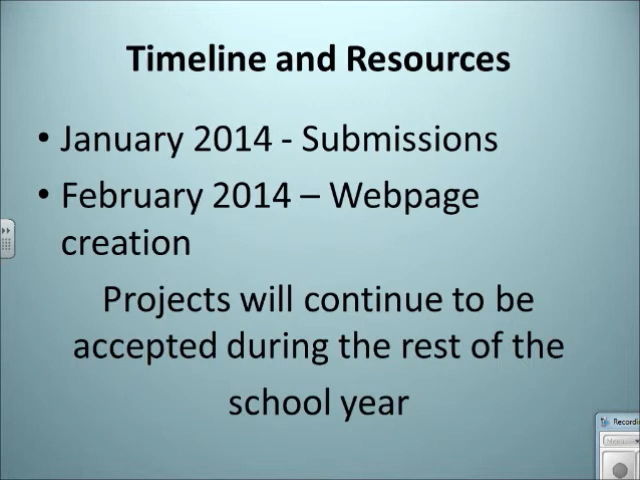 Timeline and Resources
• January 2014 - Submissions
• February 2014 – Webpage
creation
Projects will continue to be
accepted during the rest of the
school year